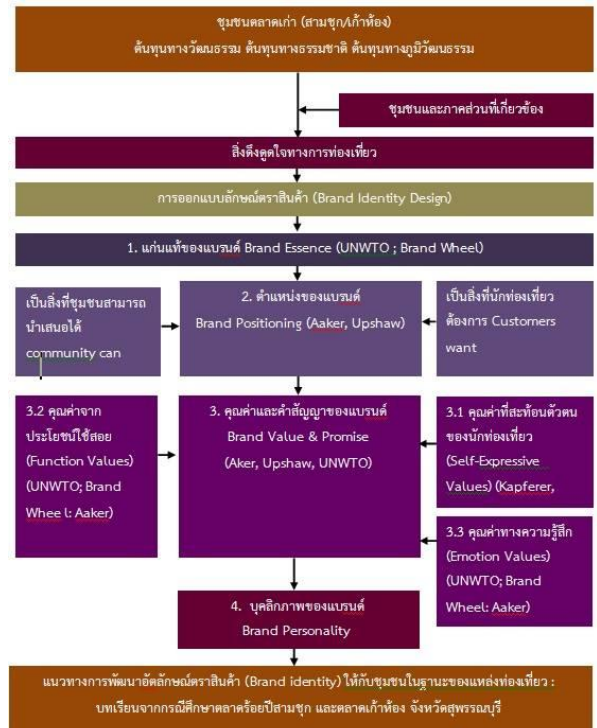 ชุมชนตลาดเก่า (สามชุก/เก้าห้อง)
ต้นทุนทางวัฒนธรรม ต้นทุนทางธรรมชาติ ต้นทุนทางภูมิวัฒนธรรม
ชุมชนและภาคส่วนที่เกี่ยวข้อง
สิ่งดึงดูดใจทางการท่องเที่ยว
การออกแบบลักษณ์ตราสินค้า (Brand Identity Design)
1. แก่นแท้ของแบรนด์ Brand Essence (UNWTO ; Brand Wheel)
เป็นสิ่งที่ชุมชนสามารถ
นำเสนอได้
community can
2. ตำแหน่งของแบรนด์
Brand Positioning (Aaker, Upshaw)
เป็นสิ่งที่นักท่องเที่ยว
ต้องการ Customers
want
3.2 คุณค่าจาก
ประโยชน์ใช้สอย
(Function Values)
(UNWTO; Brand
Whee l: Aaker)
3. คุณค่าและคำสัญญาของแบรนด์
Brand Value & Promise
(Aker, Upshaw, UNWTO)
3.1 คุณค่าที่สะท้อนตัวตน
ของนักท่องเที่ยว
(Self-Expressive
Values) (Kapferer,
3.3 คุณค่าทางความรู้สึก
(Emotion Values)
(UNWTO; Brand
Wheel: Aaker)
4. บุคลิกภาพของแบรนด์
Brand Personality
แนวทางการพัฒนาอัตลักษณ์ตราสินค้า (Brand identity) ให้กับชุมชนในฐานะของแหล่งท่องเที่ยว :
บทเรียนจากกรณีศึกษาตลาดร้อยปีสามชุก และตลาดเก้าห้อง จังหวัดสุพรรณบุรี